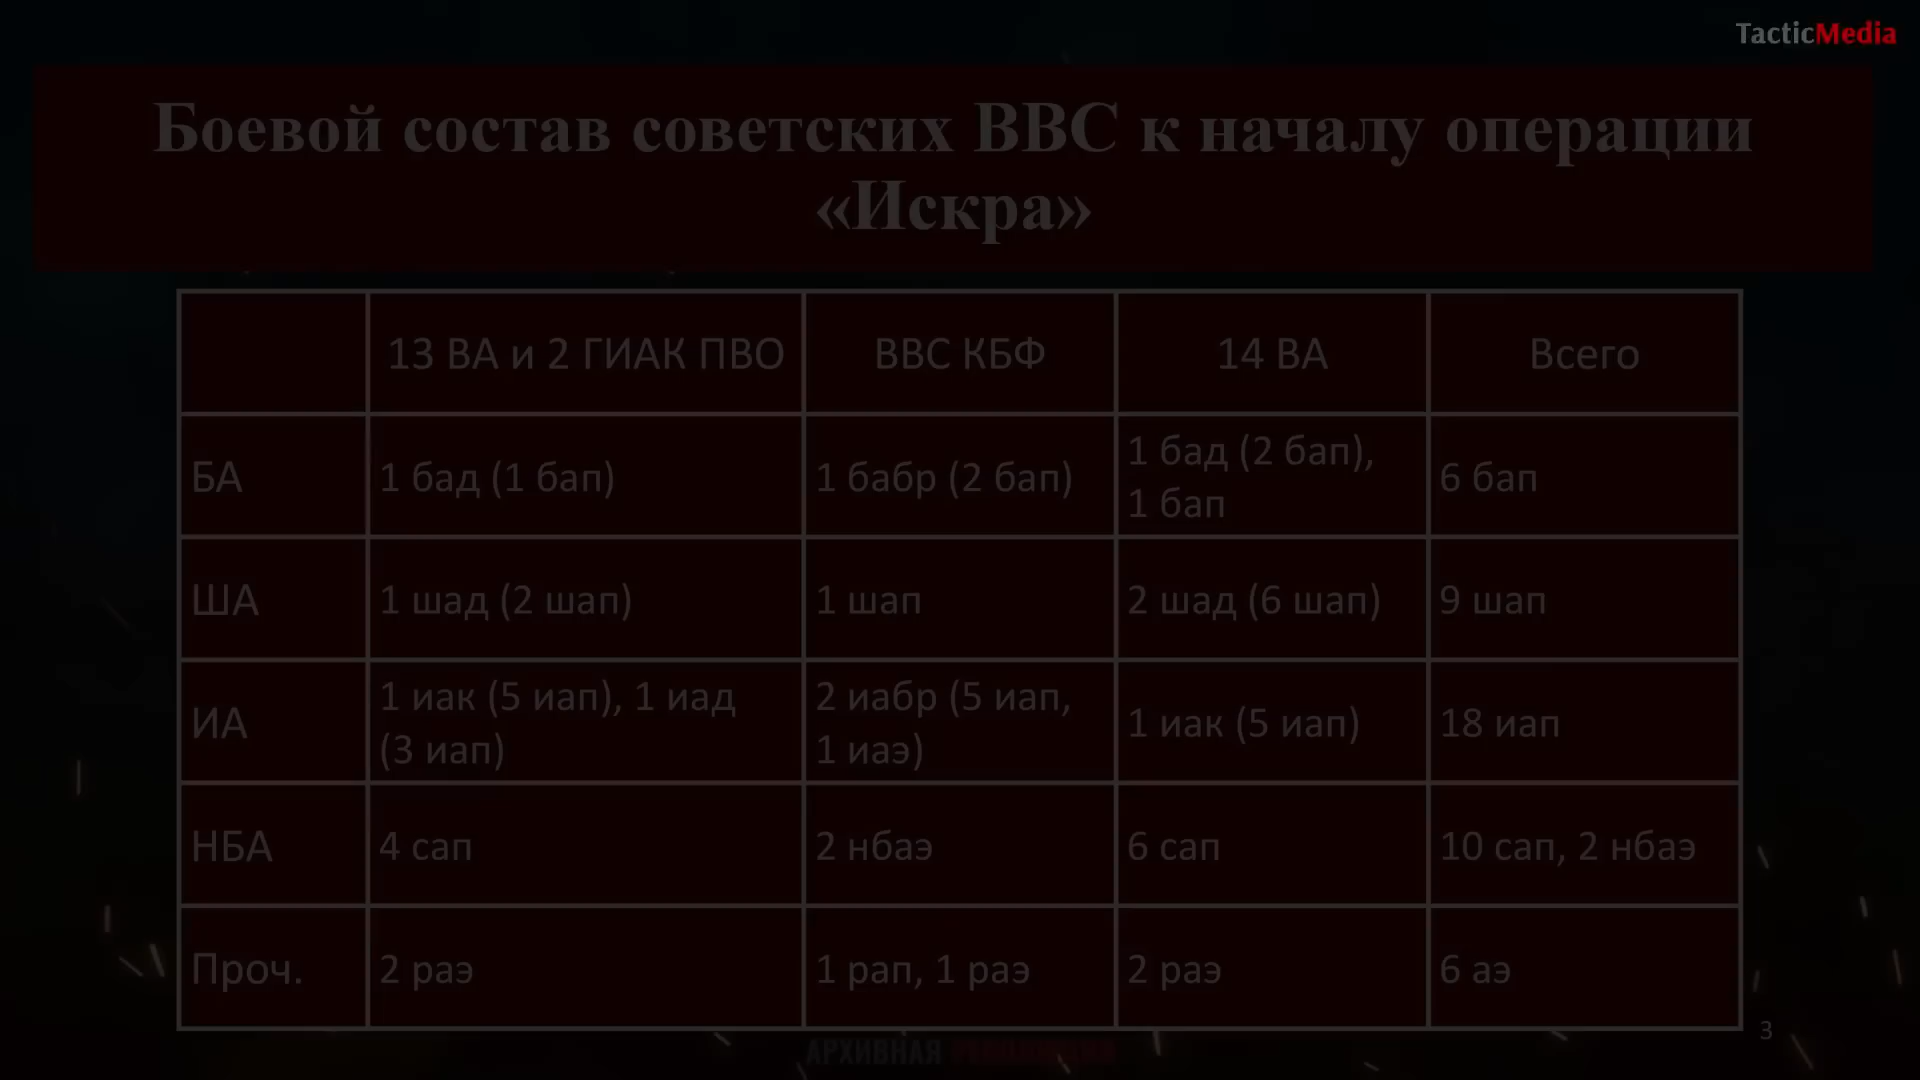 TacticMedia
Боевой состав советских ВВС к началу операции
«Искра»
13 ВА и 2 ГИАК ПВО ВВС КБФ 14 ВА Всего
БА 1 бад (1 бап) 1 бабр (2 бап) 1 бад (2 бап), 6 бап
1 бап
ША 1 шад (2 шап) 1 шап 2 шад (6 шап) 9 шап
ИА 1 иак (5 иап), 1 иад 2 иабр (5 иап, 1 иак (5 иап) 18 иап
(3 иап) 1 иаэ)
НБА 4 сап 2 нбаэ 6 сап 10 сап, 2 нбаэ
Проч. 2 раэ 1 рап, 1 раэ 2 раэ 6 аэ
3
АРХИВНАЯ